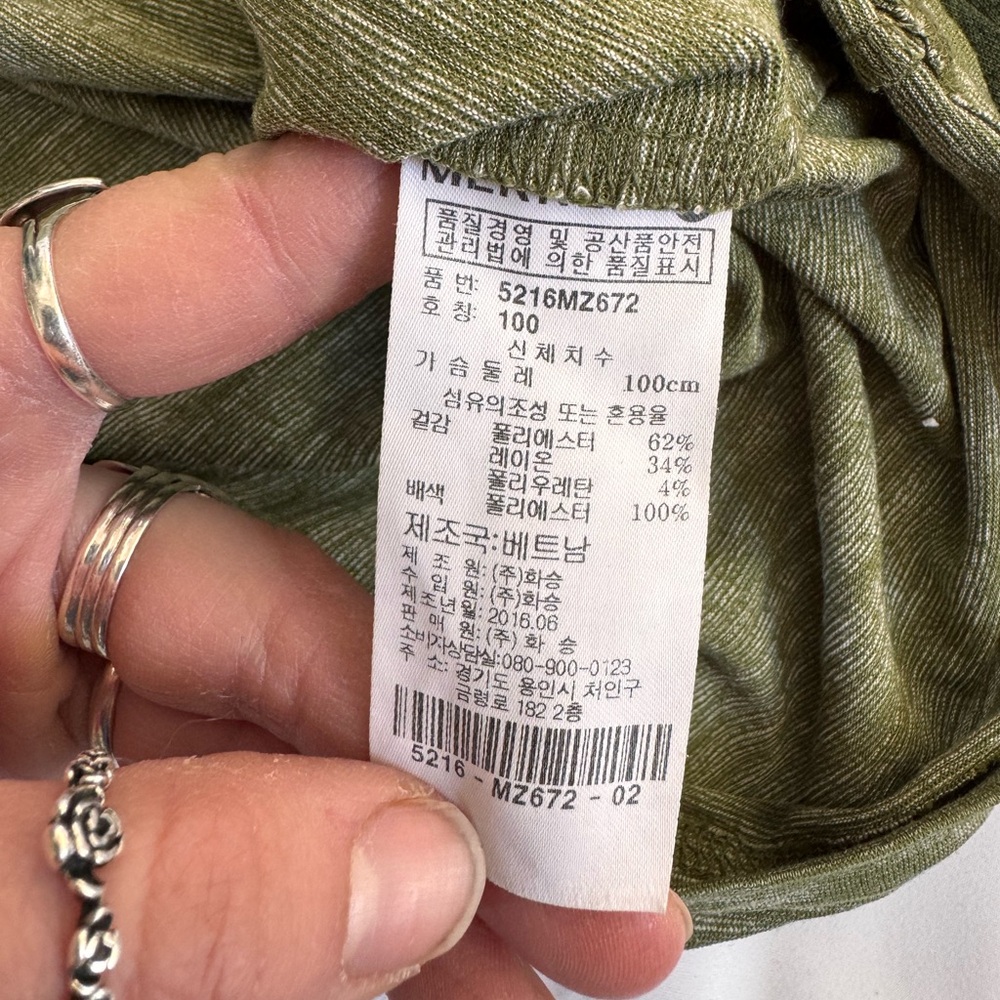 품질경영 및 공산품안전
관리법에 의한 품질표시
품 번: 5216MZ672
호 칭: 100
신체치수
가슴둘레 100cm
섬유의조성 또는 혼용율
겉감 폴리에스터 62%
레이온 34%
폴리우레탄 4%
배색 폴리에스터 100%
제조국:베트남
제 조 원: (주)화승
수 입 원: (주)화승
제조년월: 2016.06
판 매 원: (주) 화 승
소비자상담실:080-900-0123
주 소: 경기도 용인시 처인구
금령로 182 2층
5216 - MZ672 - 02